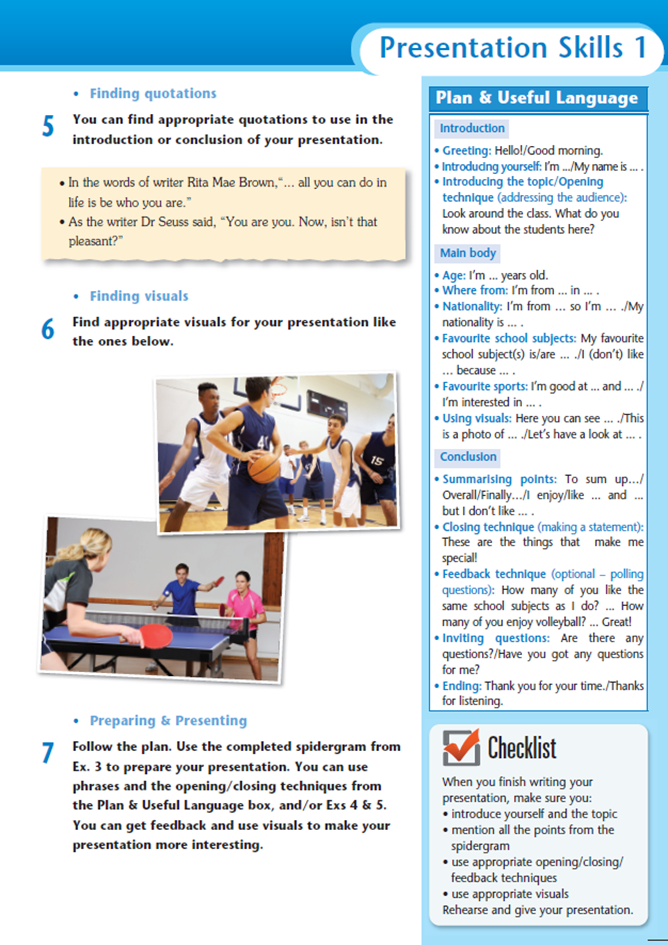 Presentation Skills 1
• Finding quotations
5 You can find appropriate quotations to use in the
introduction or conclusion of your presentation.
• In the words of writer Rita Mae Brown,“... all you can do in
life is be who you are.”
• As the writer Dr Seuss said, “You are you. Now, isn’t that
pleasant?”
• Finding visuals
6 Find appropriate visuals for your presentation like
the ones below.
15
• Preparing & Presenting
7 Follow the plan. Use the completed spidergram from
Ex. 3 to prepare your presentation. You can use
phrases and the opening/closing techniques from
the Plan & Useful Language box, and/or Exs 4 & 5.
You can get feedback and use visuals to make your
presentation more interesting.
Plan & Useful Language
Introduction
• Greeting: Hello!/Good morning.
• Introducing yourself: I’m .../My name is ... .
• Introducing the topic/Opening
technique (addressing the audience):
Look around the class. What do you
know about the students here?
Main body
• Age: I’m ... years old.
• Where from: I’m from ... in ... .
• Nationality: I’m from ... so I’m ... ./My
nationality is ... .
• Favourite school subjects: My favourite
school subject(s) is/are ... ./I (don’t) like
... because ... .
• Favourite sports: I’m good at ... and ... ./
I’m interested in ... .
• Using visuals: Here you can see ... ./This
is a photo of ... ./Let’s have a look at ... .
Conclusion
• Summarising points: To sum up.../
Overall/Finally.../I enjoy/like ... and ...
but I don’t like ... .
• Closing technique (making a statement):
These are the things that make me
special!
• Feedback technique (optional – polling
questions): How many of you like the
same school subjects as I do? ... How
many of you enjoy volleyball? ... Great!
• Inviting questions: Are there any
questions?/Have you got any questions
for me?
• Ending: Thank you for your time./Thanks
for listening.
Checklist
When you finish writing your
presentation, make sure you:
• introduce yourself and the topic
• mention all the points from the
spidergram
• use appropriate opening/closing/
feedback techniques
• use appropriate visuals
Rehearse and give your presentation.